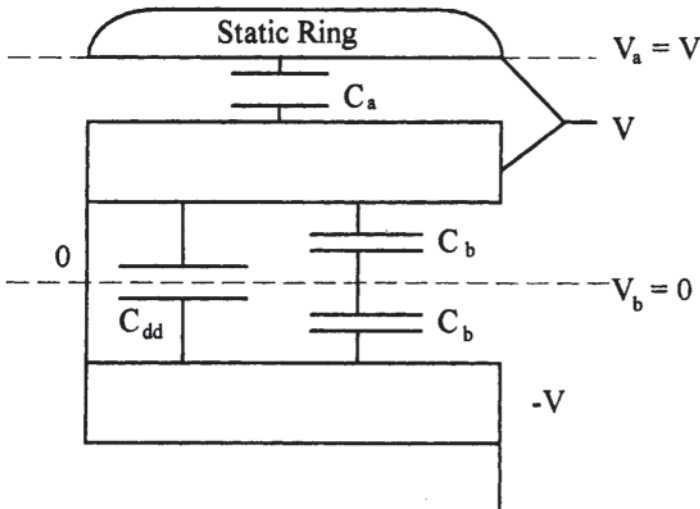 Static Ring
V_a = V
C_a
V
0
C_b
V_b = 0
C_dd
C_b
-V